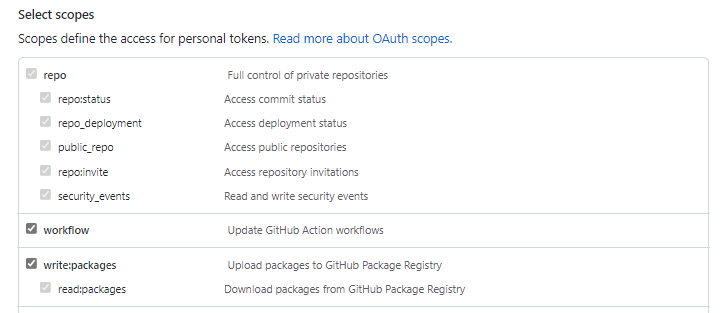 Select scopes
Scopes define the access for personal tokens. Read more about OAuth scopes.
repo Full control of private repositories
repo:status Access commit status
repo_deployment Access deployment status
public_repo Access public repositories
repo:invite Access repository invitations
security_events Read and write security events
workflow Update GitHub Action workflows
write:packages Upload packages to GitHub Package Registry
read:packages Download packages from GitHub Package Registry